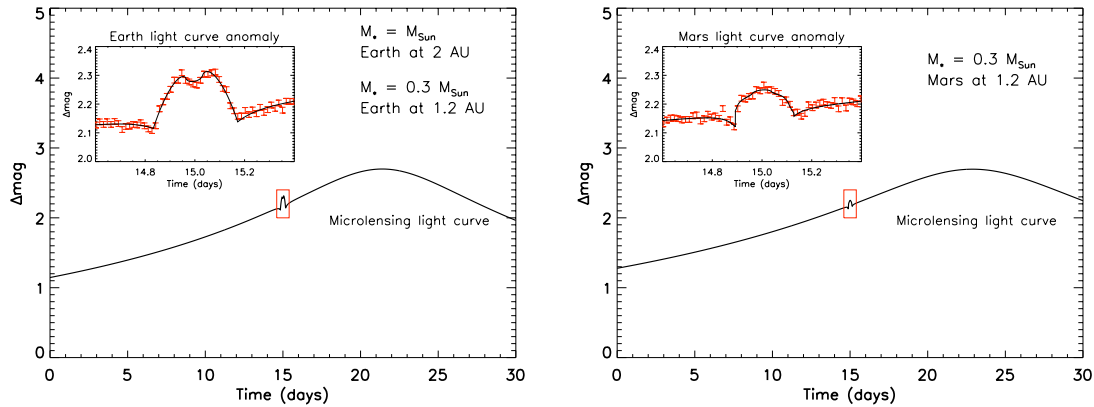 5
4
3
2
1
0
Δmag
Earth light curve anomaly
2.4
2.3
2.2
2.1
2.0
Δmag
14.8 15.0 15.2
Time (days)
M* = MSun
Earth at 2 AU
M* = 0.3 MSun
Earth at 1.2 AU
Microlensing light curve
0 5 10 15 20 25 30
Time (days)
5
4
3
2
1
0
Δmag
Mars light curve anomaly
2.4
2.3
2.2
2.1
2.0
Δmag
14.8 15.0 15.2
Time (days)
M* = 0.3 MSun
Mars at 1.2 AU
Microlensing light curve
0 5 10 15 20 25 30
Time (days)